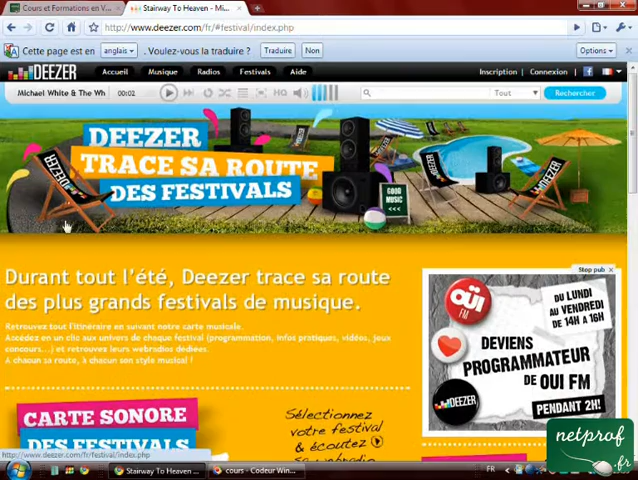 Cours et Formations en V
Stairway To Heaven - Mi...
www.deezer.com/fr/#festival/index.php
Cette page est en anglais . Voulez-vous la traduire ? Traduire Non Options
DEEZER Accueil Musique Radios Festivals Aide Inscription Connexion
Michael White & The Wh 00:02 HQ Tout Rechercher
DEEZER
TRACE SA ROUTE
DES FESTIVALS
DEEZER
DEEZER
DEEZER
GOOD
MUSIC
<<<
Durant tout l'été, Deezer trace sa route
des plus grands festivals de musique.
Retrouvez tout l'itinéraire en suivant notre carte musicale.
Accédez en un clic aux univers de chaque festival (programmation, infos pratiques, vidéos, jeux
concours...) et retrouvez leurs webradios dédiées.
A chacun sa route, à chacun son style musical !
Stop pub x
OÜI
FM
DU LUNDI
AU VENDREDI
DE 14H A 16H
DEVIENS
PROGRAMMATEUR
DE OUI FM
DEEZER
PENDANT 2H!
CARTE SONORE
DES FESTIVALS
Sélectionnez
votre festival
& écoutez
sa webradio
netprof
.fr
http://www.deezer.com/fr/festival/index.php
Stairway To Heaven ...
cours - Codeur Win...
FR